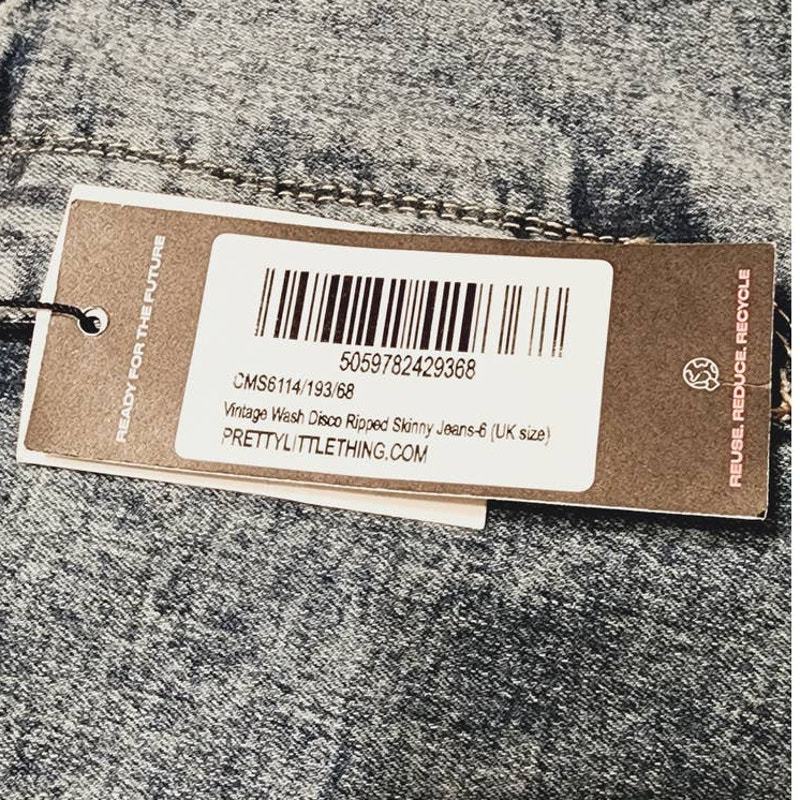 READY FOR THE FUTURE
5059782429368
CMS6114/193/68
Vintage Wash Disco Ripped Skinny Jeans-6 (UK size)
PRETTYLITTLETHING.COM
REUSE. REDUCE. RECYCLE